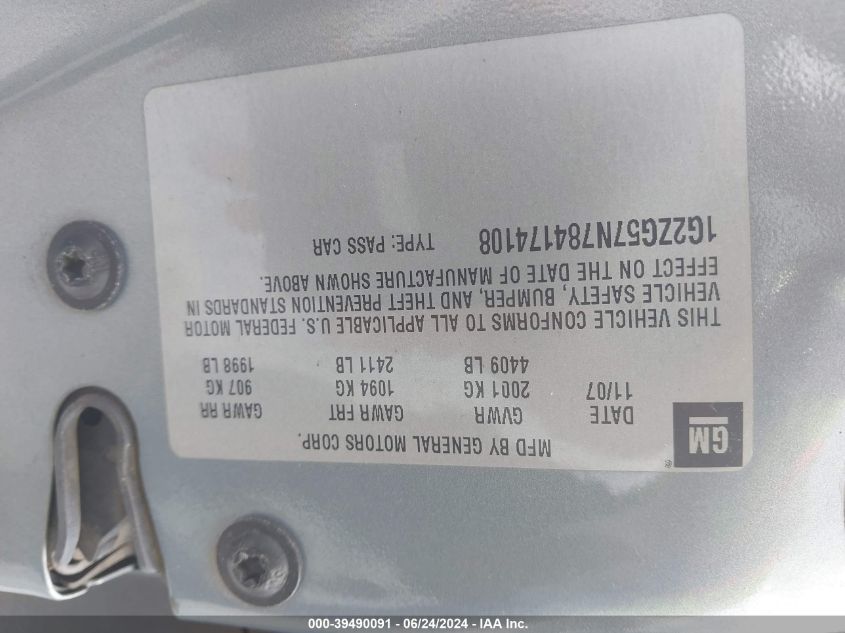 GM
®
MFD BY GENERAL MOTORS CORP.
DATE GVWR GAWR FRT GAWR RR
11/07 2001 KG 1094 KG 907 KG
4409 LB 2411 LB 1998 LB
THIS VEHICLE CONFORMS TO ALL APPLICABLE U.S. FEDERAL MOTOR
VEHICLE SAFETY, BUMPER, AND THEFT PREVENTION STANDARDS IN
EFFECT ON THE DATE OF MANUFACTURE SHOWN ABOVE.
1G2ZG57N784174108 TYPE: PASS CAR
000-39490091 - 06/24/2024 - © IAA, Inc.